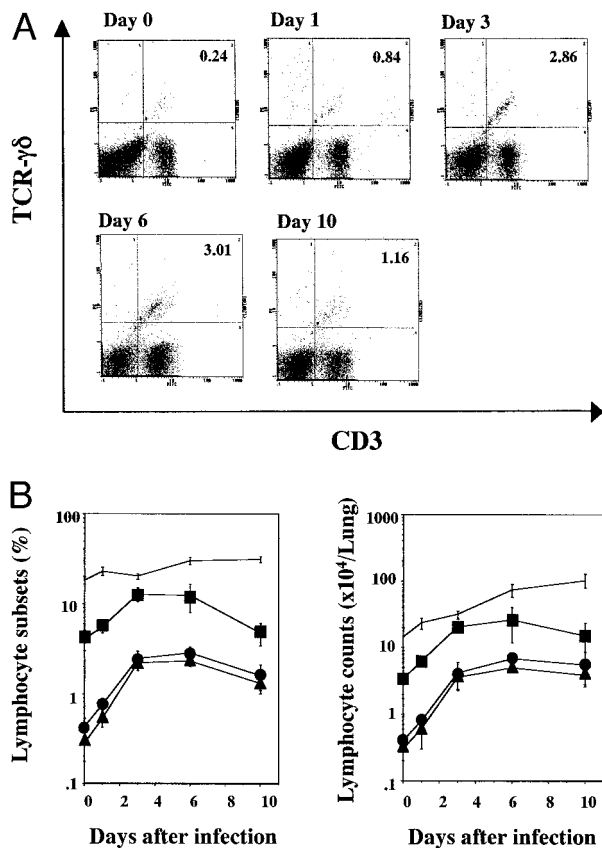 A
Day 0
Day 1
Day 3
0.24
0.84
2.86
Day 6
Day 10
3.01
1.16
TCR-γδ
CD3
B
Lymphocyte subsets (%)
100
10
1
.1
0 2 4 6 8 10
Days after infection
Lymphocyte counts (x10⁴/Lung)
1000
100
10
1
.1
0 2 4 6 8 10
Days after infection